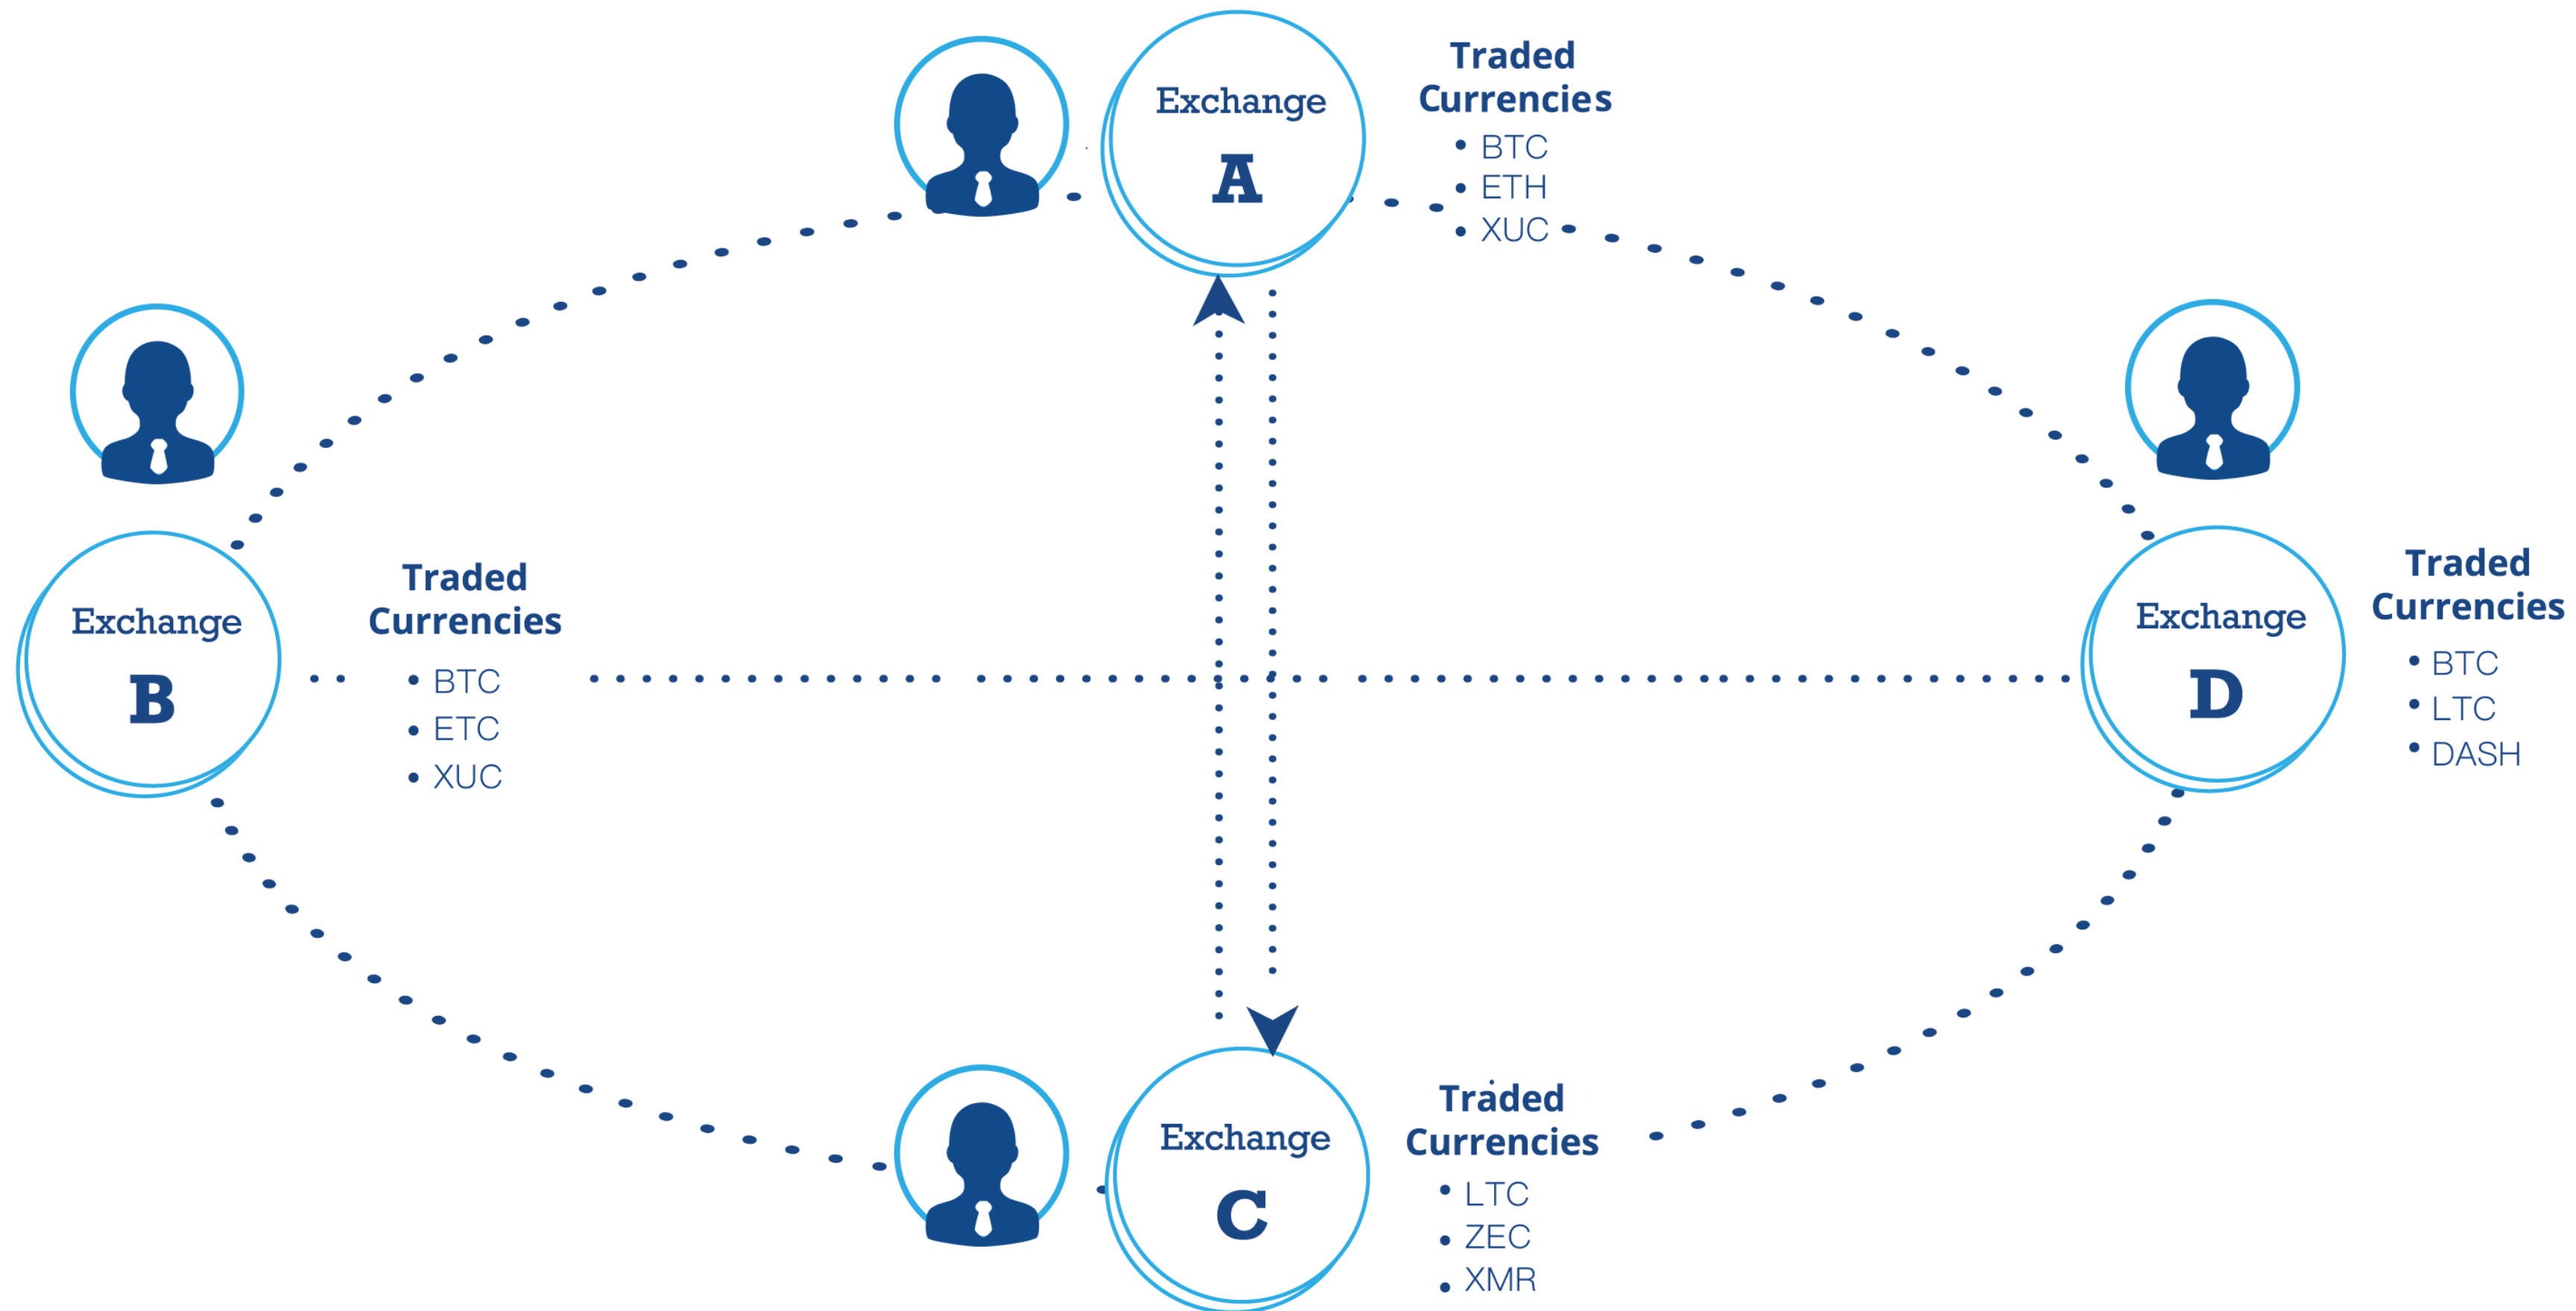 Exchange
A
Traded
Currencies
• BTC
• ETH
• XUC
Exchange
B
Traded
Currencies
• BTC
• ETC
• XUC
Exchange
D
Traded
Currencies
• BTC
• LTC
• DASH
Exchange
C
Traded
Currencies
• LTC
• ZEC
• XMR